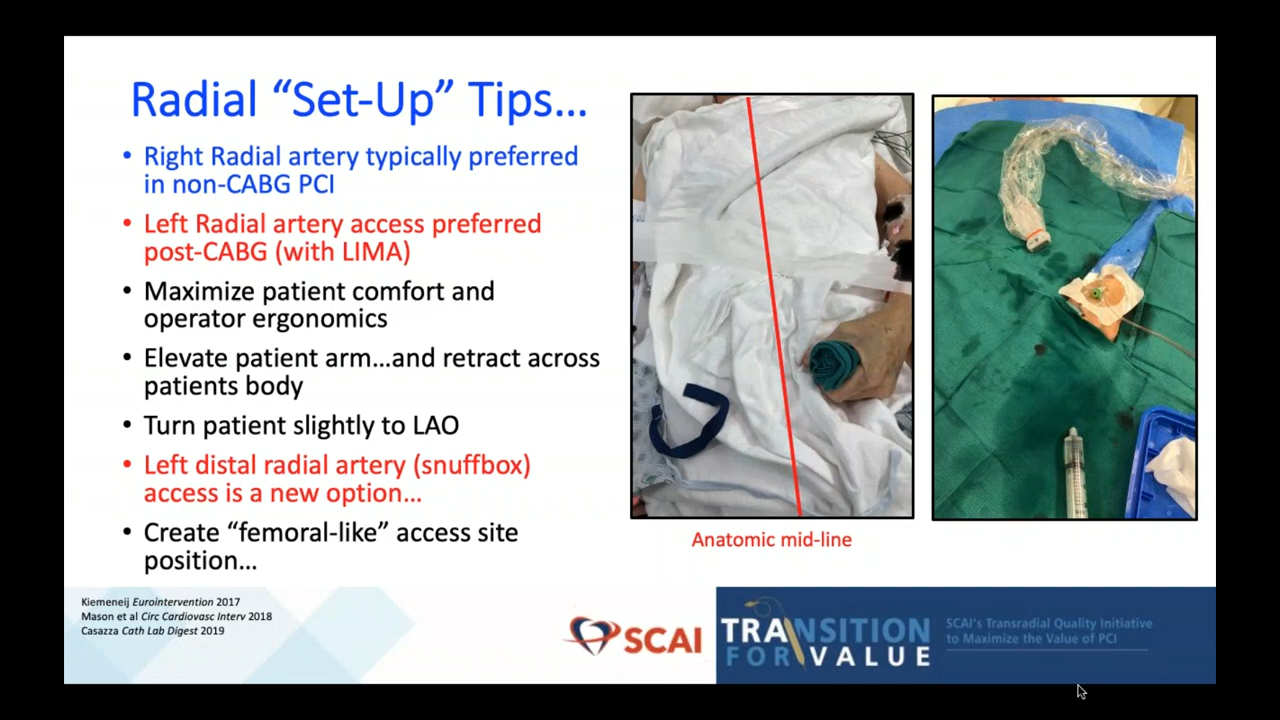 Radial “Set-Up” Tips…
• Right Radial artery typically preferred
in non-CABG PCI
• Left Radial artery access preferred
post-CABG (with LIMA)
• Maximize patient comfort and
operator ergonomics
• Elevate patient arm…and retract across
patients body
• Turn patient slightly to LAO
• Left distal radial artery (snuffbox)
access is a new option…
• Create “femoral-like” access site
position…
Anatomic mid-line
Kiemeneij Eurointervention 2017
Mason et al Circ Cardiovasc Interv 2018
Casazza Cath Lab Digest 2019
SCAI
TRANSITION
FOR VALUE
SCAI's Transradial Quality Initiative
to Maximize the Value of PCI